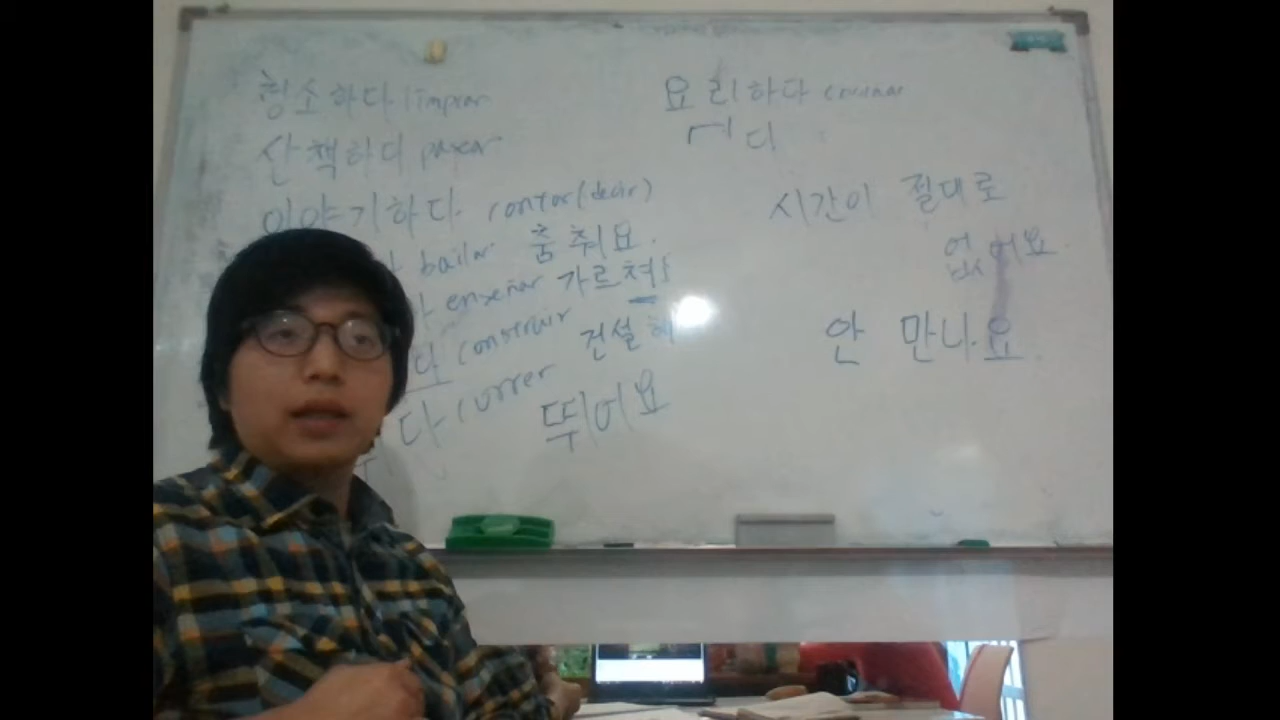 청소하다 limpiar
산책하다 pasear
이야기하다. contar (decir)
bailar 춤 춰요.
enseñar 가르쳐
다 construir 건설 해
다 correr 뛰어요
요리하다 cocinar
시간이 절대로
없어요
안 만나요.